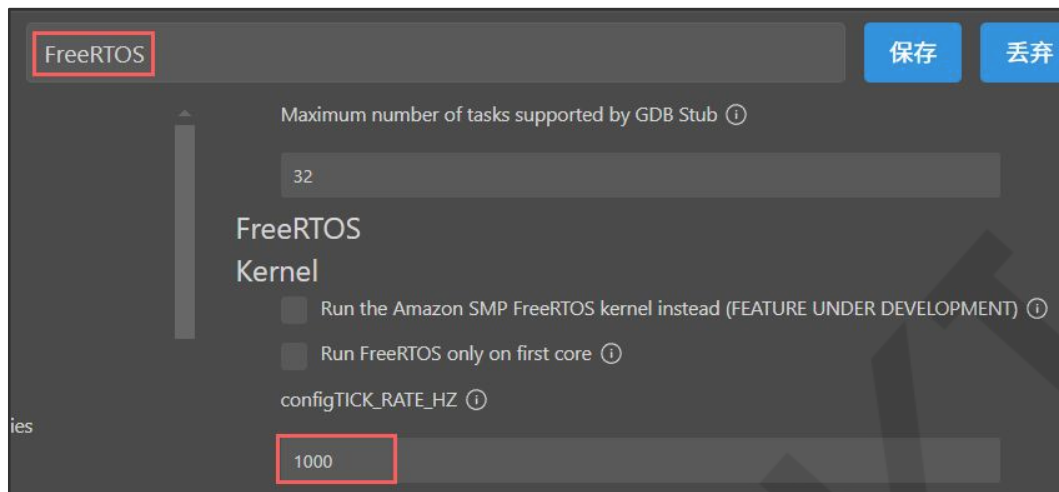 FreeRTOS
保存
丢弃
Maximum number of tasks supported by GDB Stub
32
FreeRTOS
Kernel
Run the Amazon SMP FreeRTOS kernel instead (FEATURE UNDER DEVELOPMENT)
Run FreeRTOS only on first core
configTICK_RATE_HZ
ies
1000